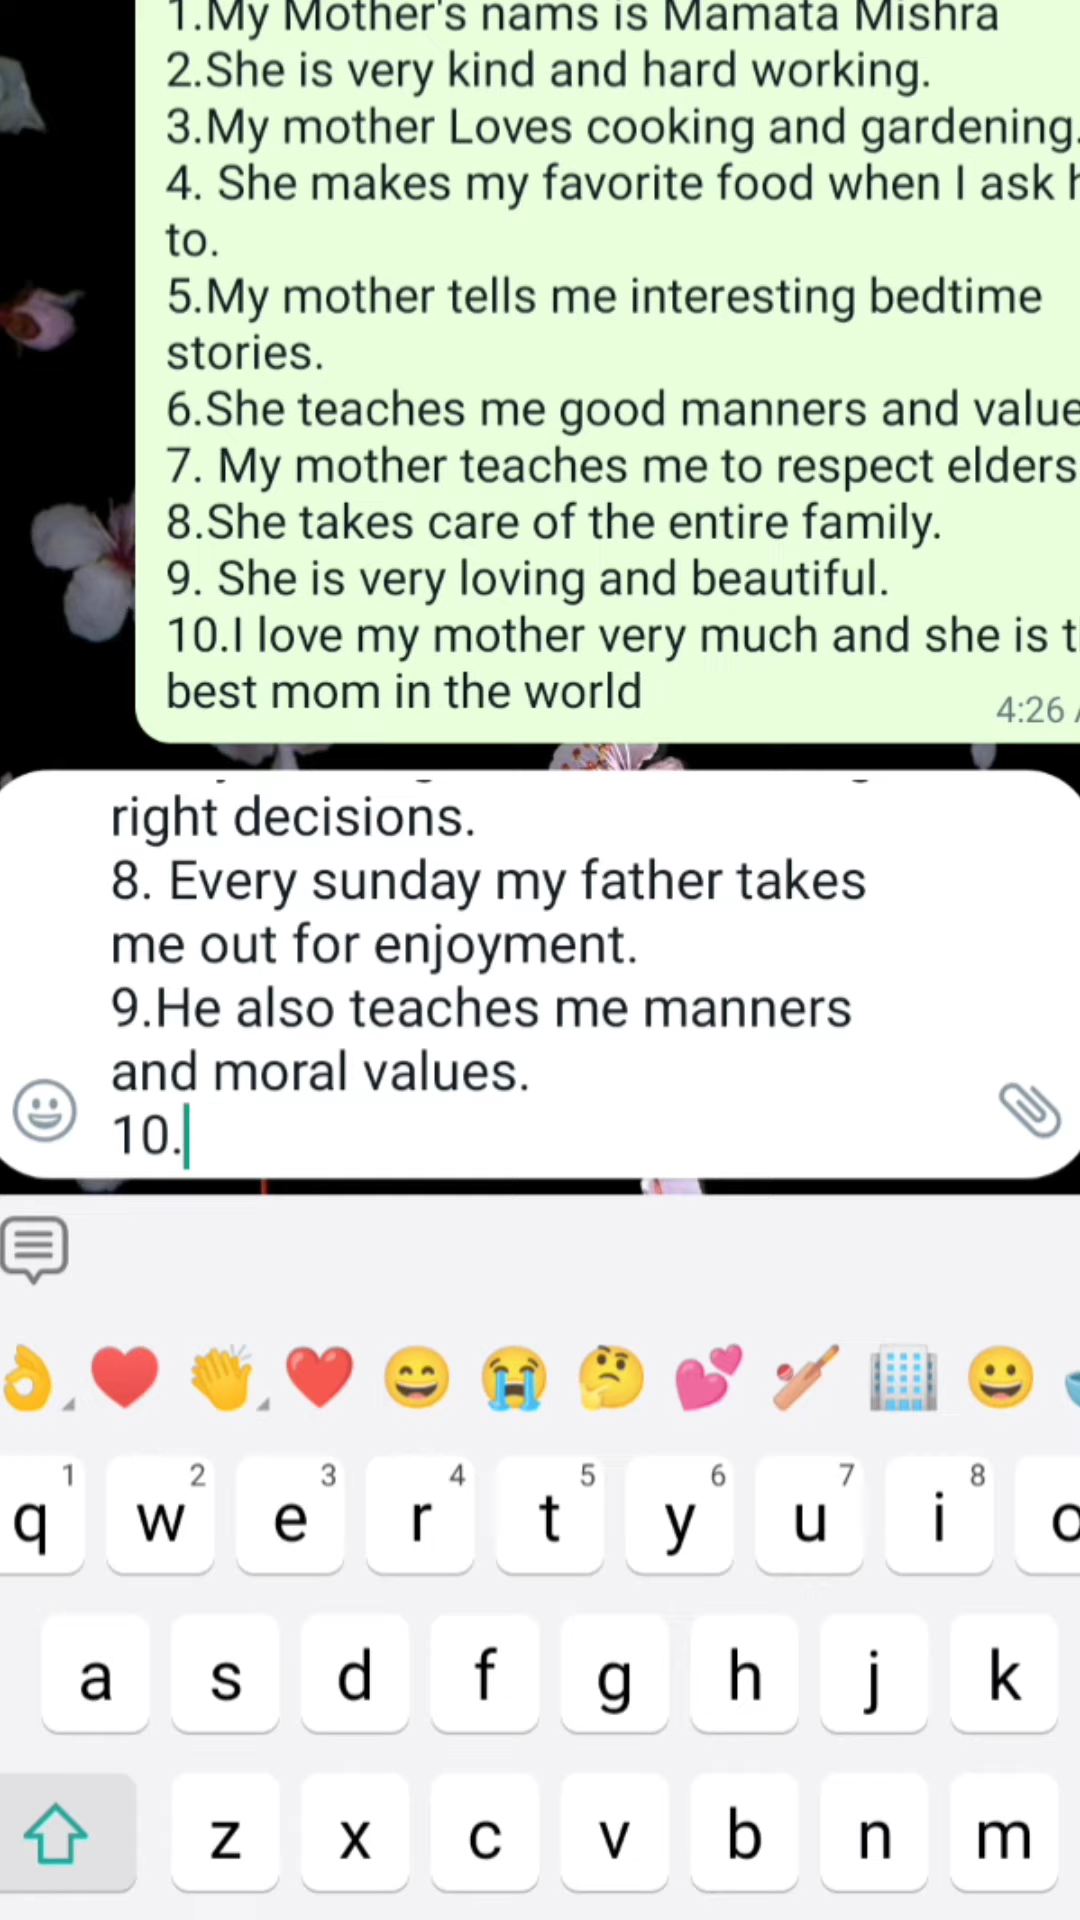 1.My Mother's nams is Mamata Mishra
2.She is very kind and hard working.
3.My mother Loves cooking and gardening.
4. She makes my favorite food when I ask
to.
5.My mother tells me interesting bedtime
stories.
6.She teaches me good manners and value
7. My mother teaches me to respect elders
8.She takes care of the entire family.
9. She is very loving and beautiful.
10.I love my mother very much and she is
best mom in the world
4:26
right decisions.
8. Every sunday my father takes
me out for enjoyment.
9.He also teaches me manners
and moral values.
10.
1 2 3 4 5 6 7 8
q w e r t y u i o
a s d f g h j k
z x c v b n m